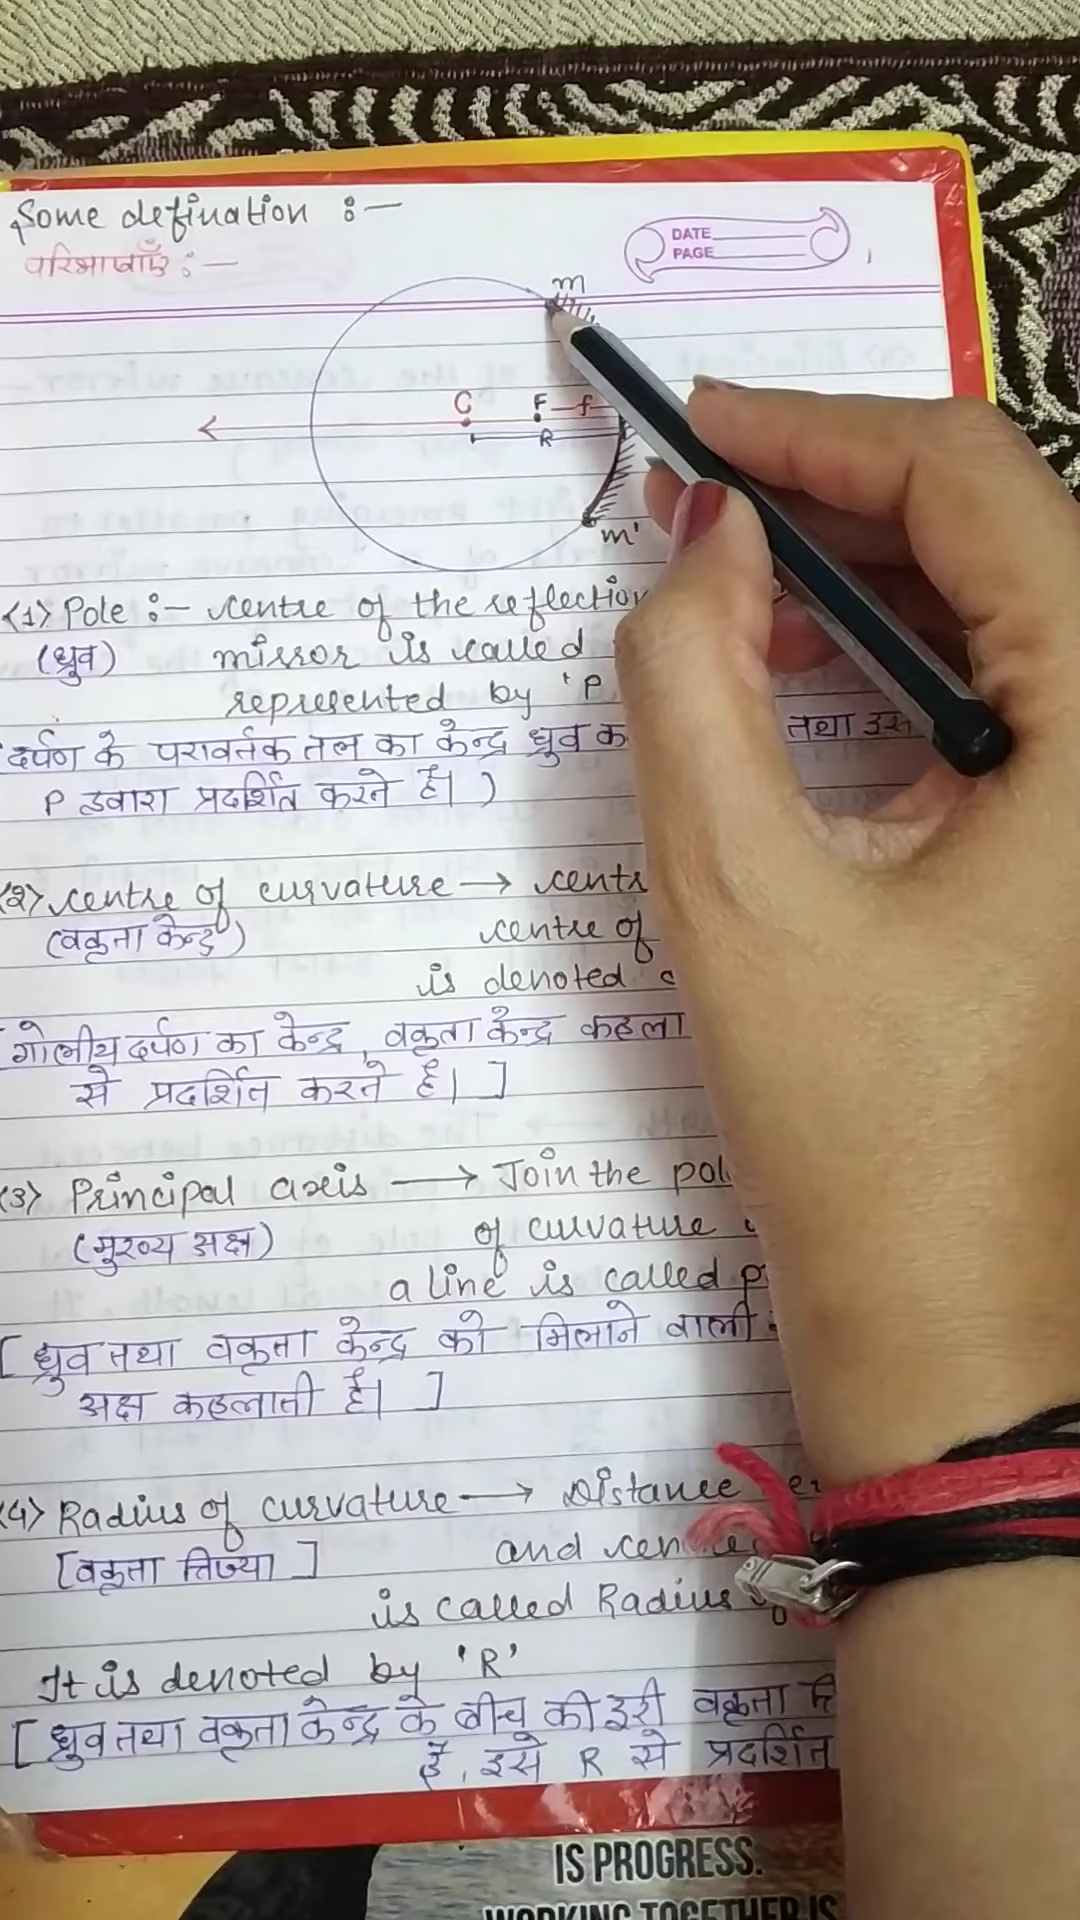 Some defination :-
परिभाषाएँ :-
DATE
PAGE
m
C F f
R
m'
<1> Pole :- centre of the reflection
(ध्रुव) mirror is called
represented by 'P
दर्पण के परावर्तक तल का केन्द्र ध्रुव क तथा इस
P द्वारा प्रदर्शित करते है। )
<2> centre of curvature → centr
(वक्रता केन्द्र) centre of
is denoted
[गोलीय दर्पण का केन्द्र, वक्रता केन्द्र कहला
से प्रदर्शित करते है। ]
<3> Principal axis → Join the pol
(मुख्य अक्ष) of curvature
a line is called p
[ ध्रुव तथा वक्रता केन्द्र को मिलाने वाली
अक्ष कहलाती है। ]
<4> Radius of curvature → Distance
[वक्रता त्रिज्या ] and
is called Radius
It is denoted by 'R'
[ ध्रुव तथा वक्रता केन्द्र के बीच की दूरी वक्रता
है, इसे R से प्रदर्शित
IS PROGRESS.
WORKING TOGETHER IS